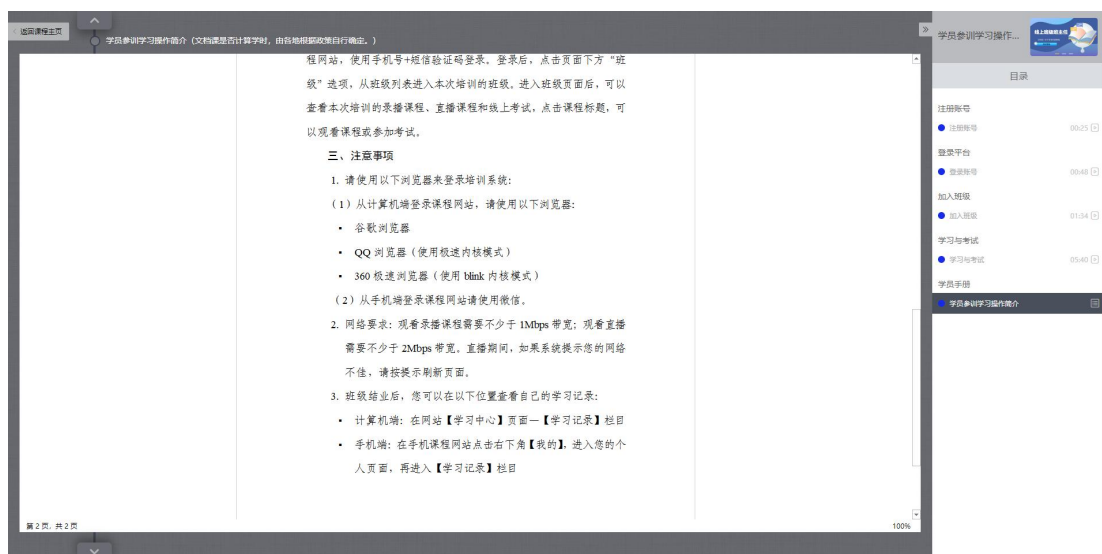 返回课程主页
学员参训学习操作简介（文档课是否计算学时，由各地根据政策自行确定。）
程网站，使用手机号+短信验证码登录。登录后，点击页面下方“班
级”选项，从班级列表进入本次培训的班级。进入班级页面后，可以
查看本次培训的录播课程、直播课程和线上考试，点击课程标题，可
以观看课程或参加考试。
三、注意事项
1. 请使用以下浏览器来登录培训系统：
（1）从计算机端登录课程网站，请使用以下浏览器：
▪ 谷歌浏览器
▪ QQ 浏览器（使用极速内核模式）
▪ 360 极速浏览器（使用 blink 内核模式）
（2）从手机端登录课程网站请使用微信。
2. 网络要求：观看录播课程需要不少于 1Mbps 带宽；观看直播
需要不少于 2Mbps 带宽。直播期间，如果系统提示您的网络
不佳，请按提示刷新页面。
3. 班级结业后，您可以在以下位置查看自己的学习记录：
▪ 计算机端：在网站【学习中心】页面—【学习记录】栏目
▪ 手机端：在手机课程网站点击右下角【我的】，进入您的个
人页面，再进入【学习记录】栏目
第 2 页，共 2 页
100%
学员参训学习操作...
目录
注册账号
注册账号 00:25
登录平台
登录账号 00:48
加入班级
加入班级 01:34
学习与考试
学习与考试 05:40
学员手册
学员参训学习操作简介